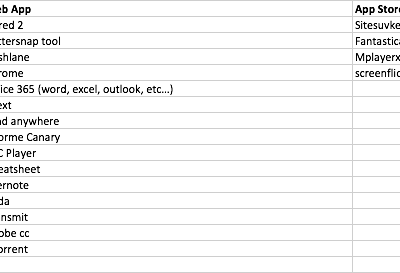 eb App App Store
red 2 Sitesuvke
ttersnap tool Fantastica
shlane Mplayerx
rome screenflic
ice 365 (word, excel, outlook, etc...)
ext
nd anywhere
orme Canary
C Player
eatsheet
ernote
da
nsmit
obe cc
orrent